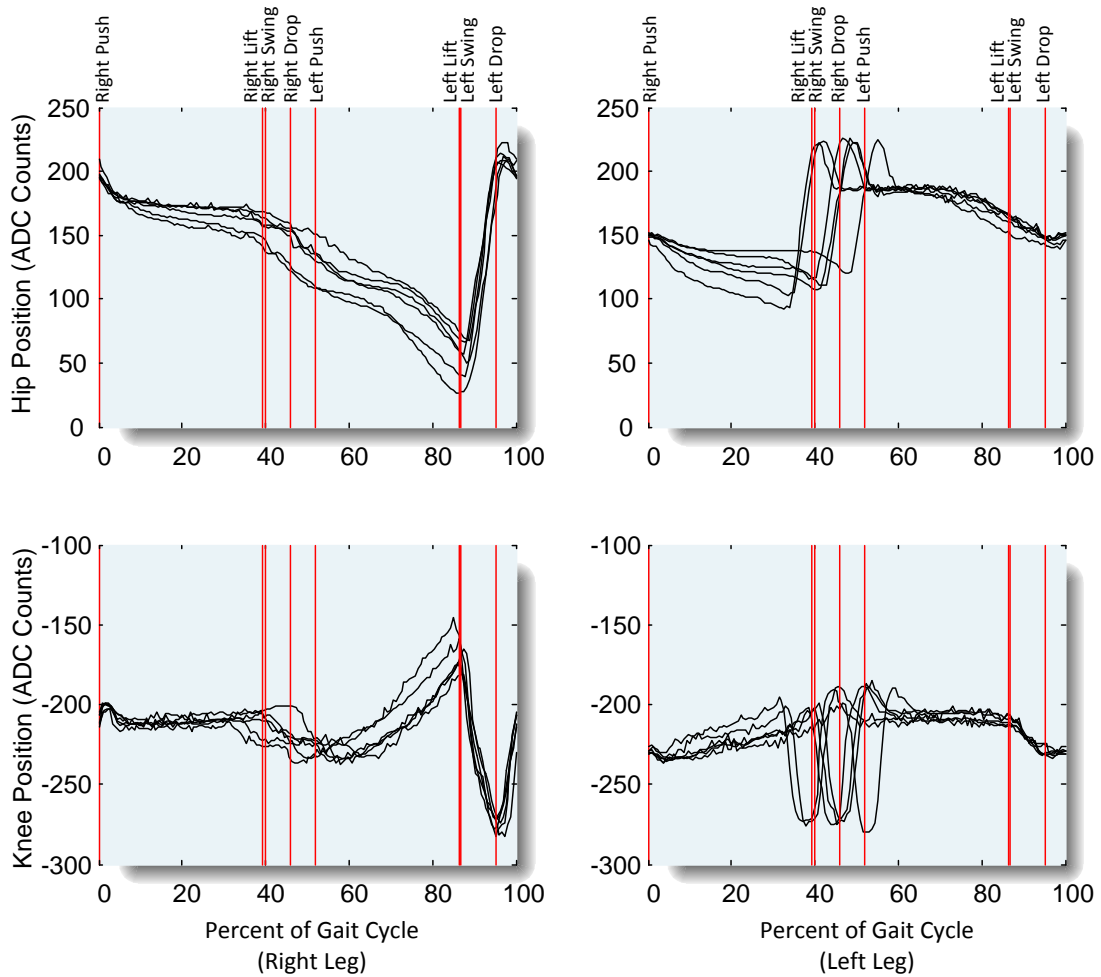 Right Push
Right Lift
Right Swing
Right Drop
Left Push
Left Lift
Left Swing
Left Drop
Right Push
Right Lift
Right Swing
Right Drop
Left Push
Left Lift
Left Swing
Left Drop
Hip Position (ADC Counts)
250
200
150
100
50
0
0 20 40 60 80 100
250
200
150
100
50
0
0 20 40 60 80 100
Knee Position (ADC Counts)
-100
-150
-200
-250
-300
0 20 40 60 80 100
-100
-150
-200
-250
-300
0 20 40 60 80 100
Percent of Gait Cycle
(Right Leg)
Percent of Gait Cycle
(Left Leg)